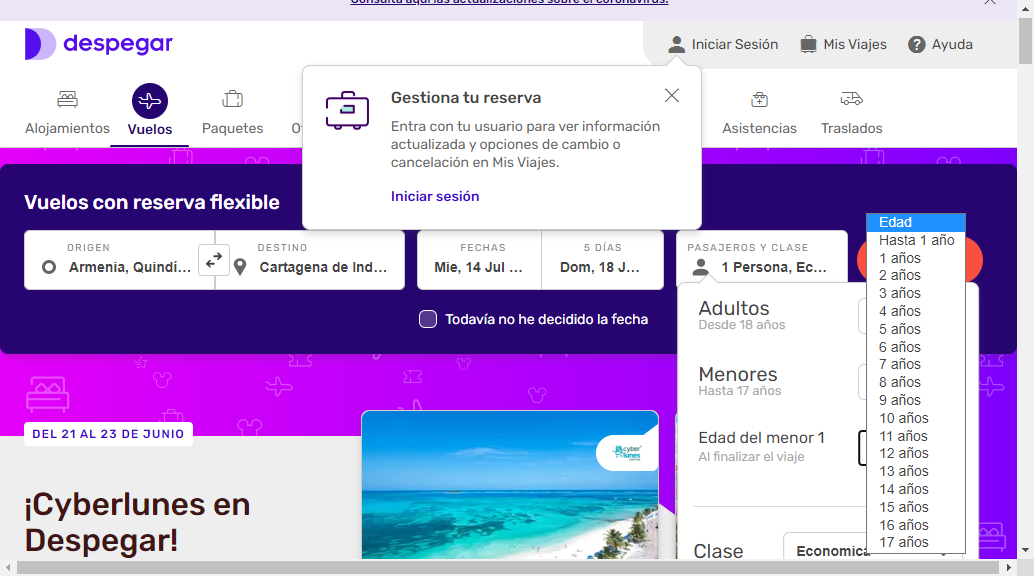 Consulta aquí las actualizaciones sobre el coronavirus.
despegar
Iniciar Sesión
Mis Viajes
Ayuda
Alojamientos
Vuelos
Paquetes
Asistencias
Traslados
Gestiona tu reserva
Entra con tu usuario para ver información
actualizada y opciones de cambio o
cancelación en Mis Viajes.
Iniciar sesión
Vuelos con reserva flexible
ORIGEN
Armenia, Quindí...
DESTINO
Cartagena de Ind...
FECHAS
Mie, 14 Jul ...
5 DÍAS
Dom, 18 J...
PASAJEROS Y CLASE
1 Persona, Ec...
Todavía no he decidido la fecha
Adultos
Desde 18 años
Menores
Hasta 17 años
Edad del menor 1
Al finalizar el viaje
Clase
Economica
Edad
Hasta 1 año
1 años
2 años
3 años
4 años
5 años
6 años
7 años
8 años
9 años
10 años
11 años
12 años
13 años
14 años
15 años
16 años
17 años
DEL 21 AL 23 DE JUNIO
¡Cyberlunes en
Despegar!
cyber
lunes